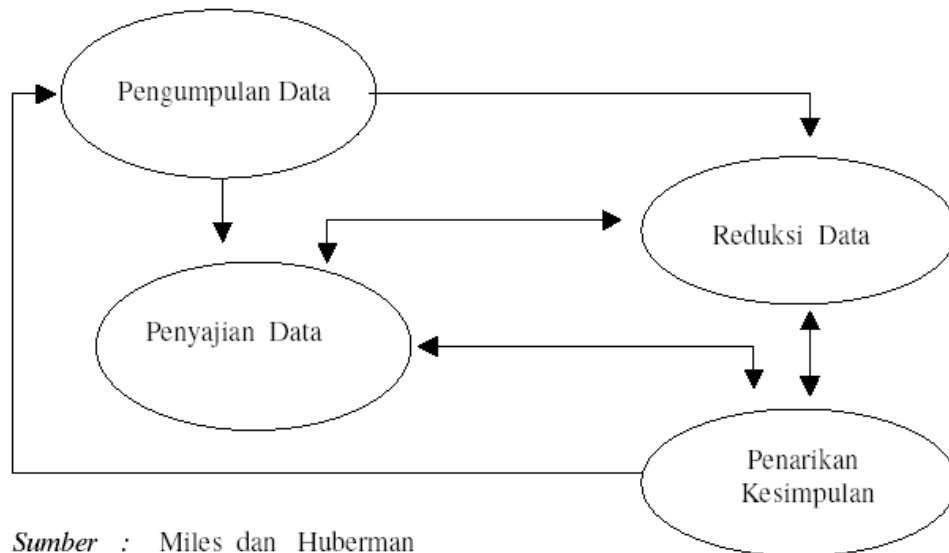 Pengumpulan Data
Reduksi Data
Penyajian Data
Penarikan
Kesimpulan
Sumber : Miles dan Huberman